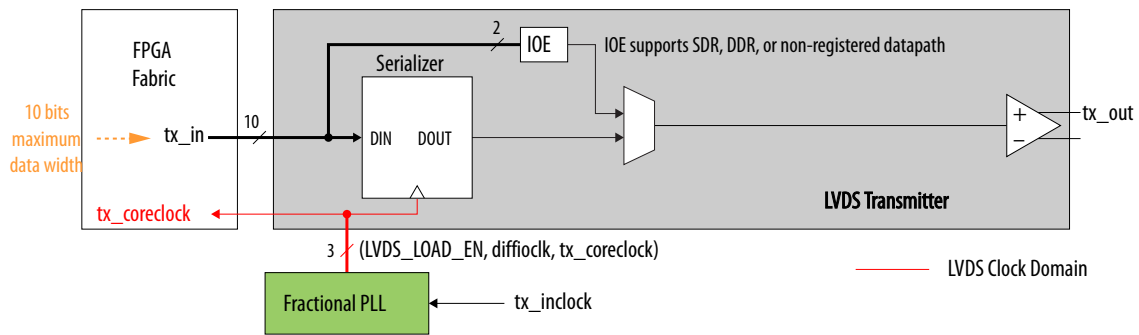 2
IOE
IOE supports SDR, DDR, or non-registered datapath
FPGA
Fabric
Serializer
10 bits
maximum
data width
tx_in
10
DIN
DOUT
+
−
tx_out
tx_coreclock
LVDS Transmitter
3
(LVDS_LOAD_EN, diffioclk, tx_coreclock)
LVDS Clock Domain
Fractional PLL
tx_inclock